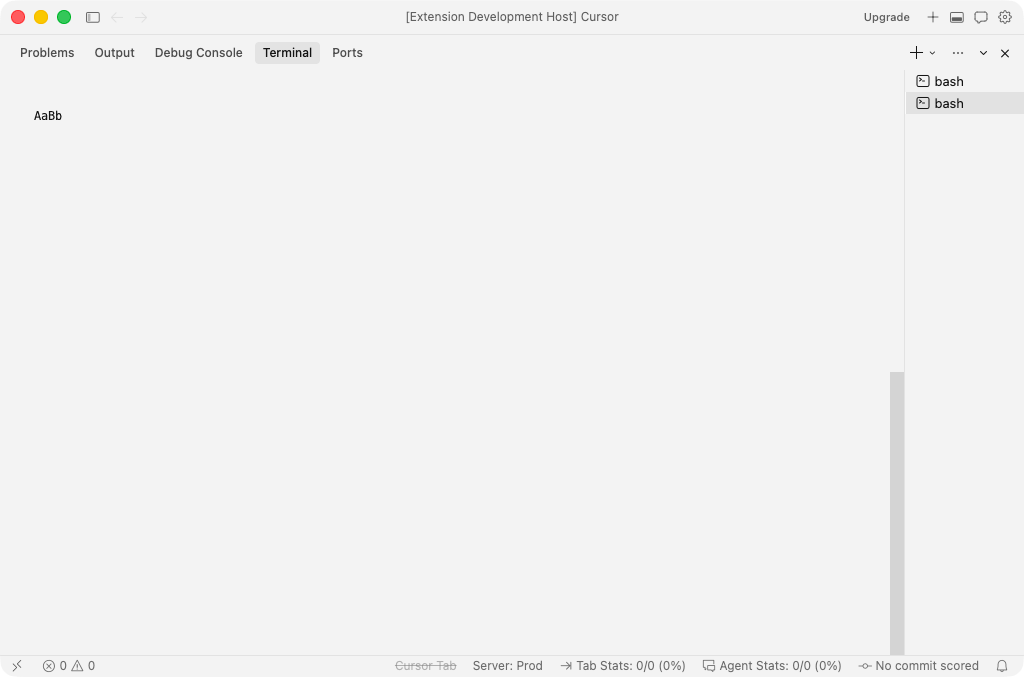 [Extension Development Host] Cursor
Upgrade
Problems
Output
Debug Console
Terminal
Ports
bash
bash
AaBb
0
0
Cursor Tab
Server: Prod
Tab Stats: 0/0 (0%)
Agent Stats: 0/0 (0%)
No commit scored